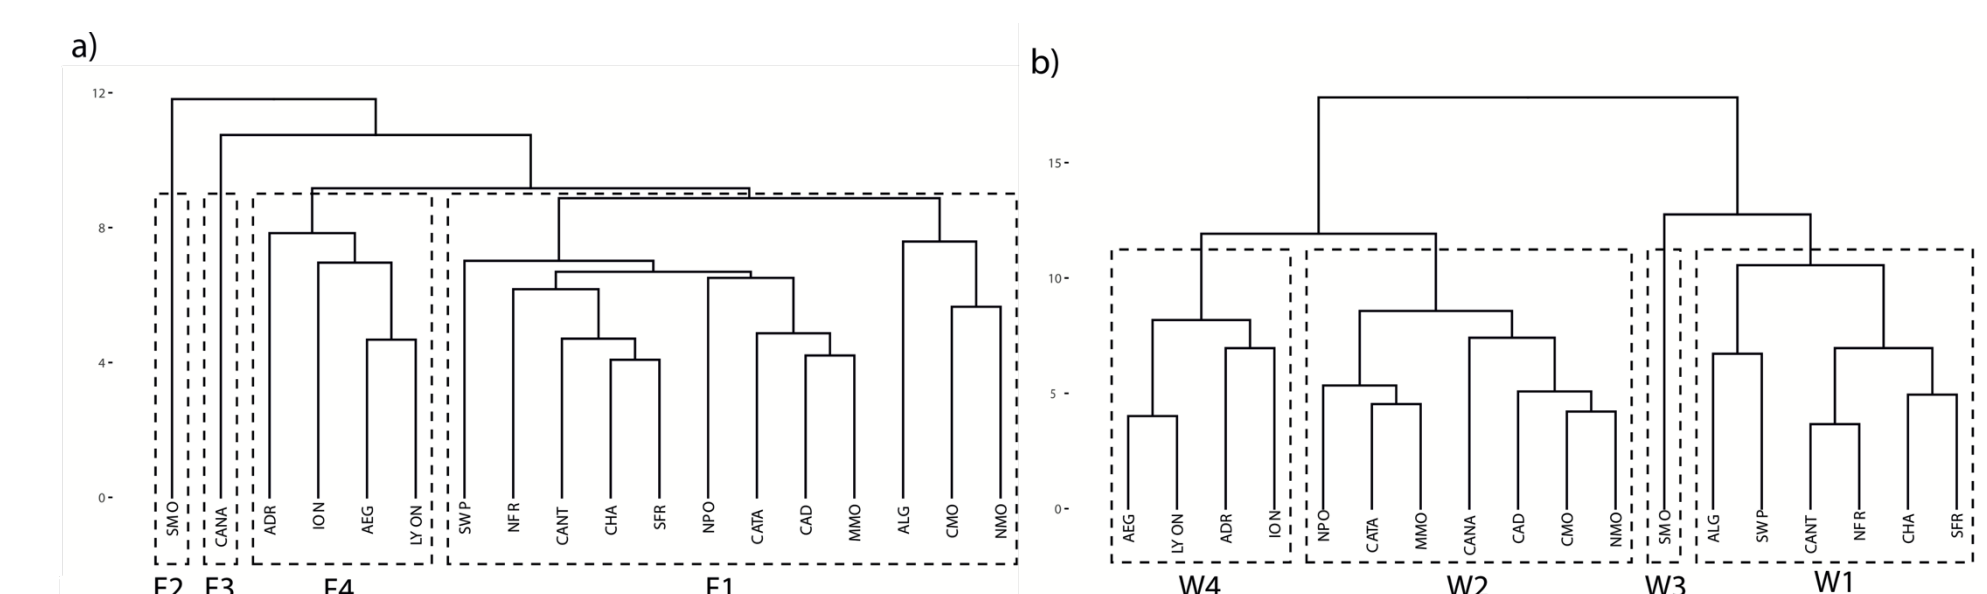 a)
12
8
4
0
SMO
CANA
ADR
ION
AEG
LYON
SWP
NFR
CANT
CHA
SFR
NPO
CATA
CAD
MMO
ALG
CMO
NMO
b)
15
10
5
0
AEG
LYON
ADR
ION
NPO
CATA
MMO
CANA
CAD
CMO
NMO
SMO
ALG
SWP
CANT
NFR
CHA
SFR
W4 W2 W3 W1